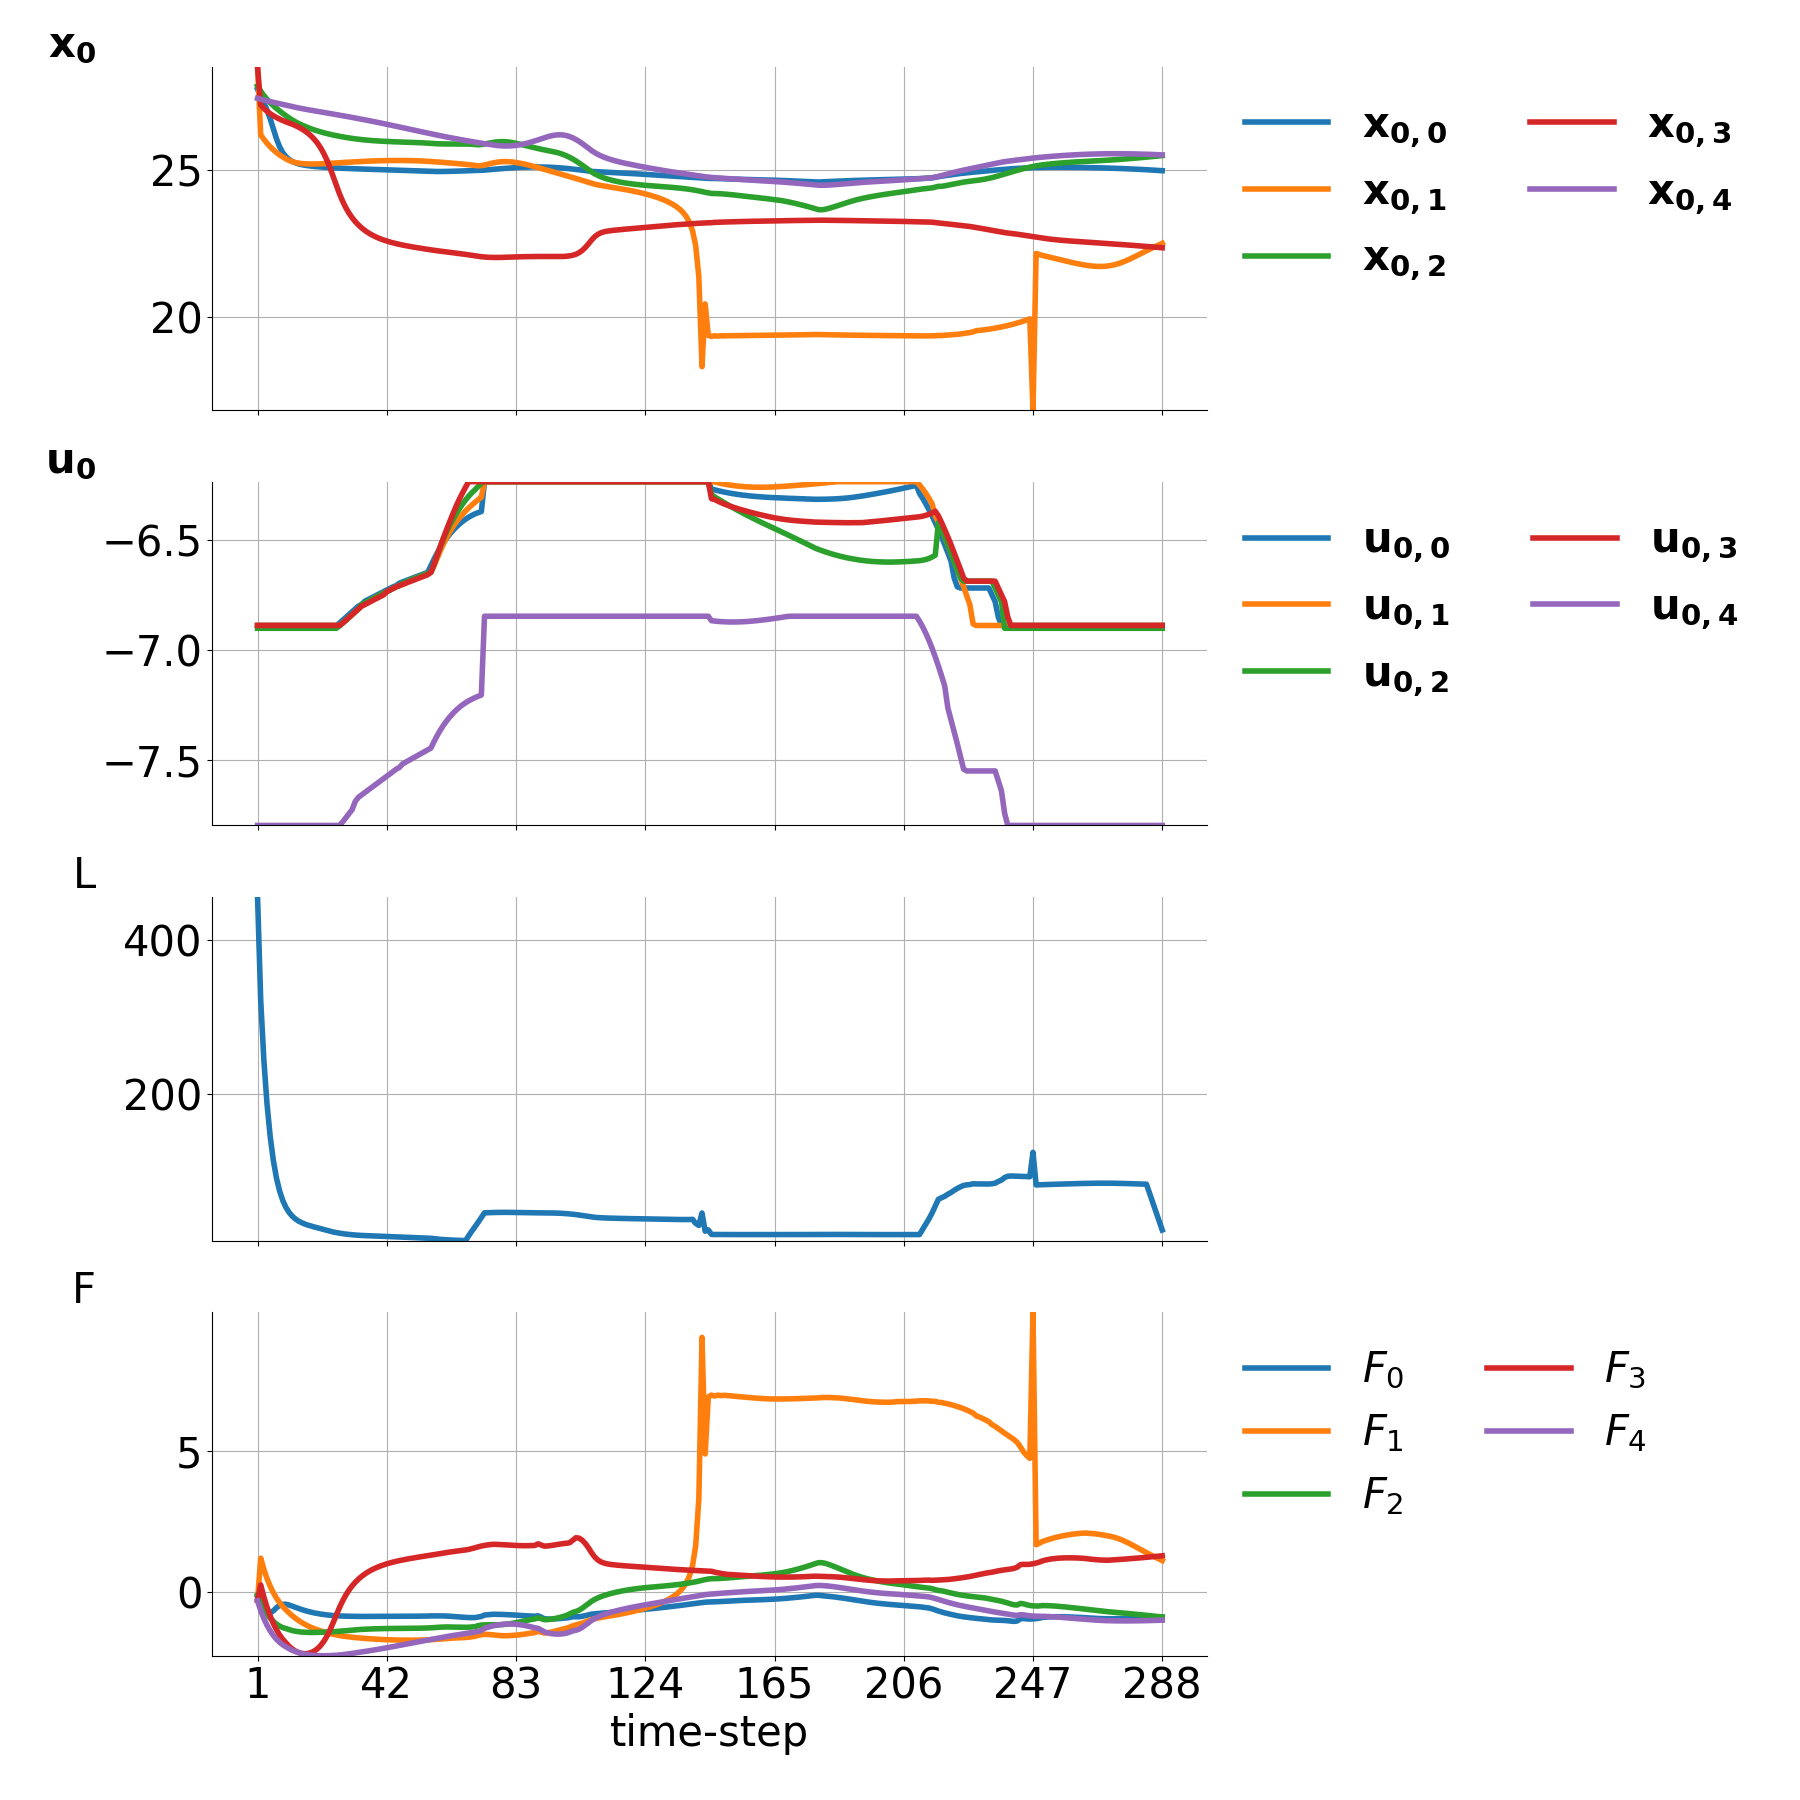 x0
25
20
x0,0 x0,3
x0,1 x0,4
x0,2
u0
−6.5
−7.0
−7.5
u0,0 u0,3
u0,1 u0,4
u0,2
L
400
200
F
5
0
F0 F3
F1 F4
F2
1 42 83 124 165 206 247 288
time-step